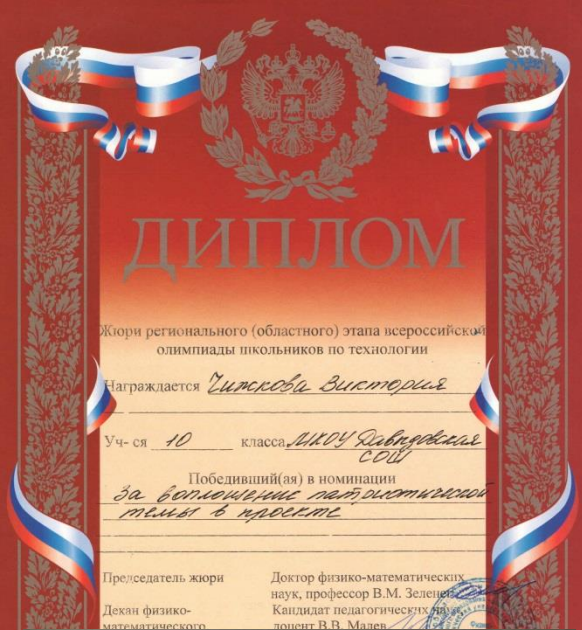 ДИПЛОМ
Жюри регионального (областного) этапа всероссийской
олимпиады школьников по технологии
Награждается Чижкова Виктория
Уч- ся 10 класса МКОУ Давыдовская
СОШ
Победивший(ая) в номинации
За воплощение патриотической
темы в проекте
Председатель жюри
Доктор физико-математических
наук, профессор В.М. Зелене
Декан физико-
математического
Кандидат педагогических наук,
доцент В.В. Малев